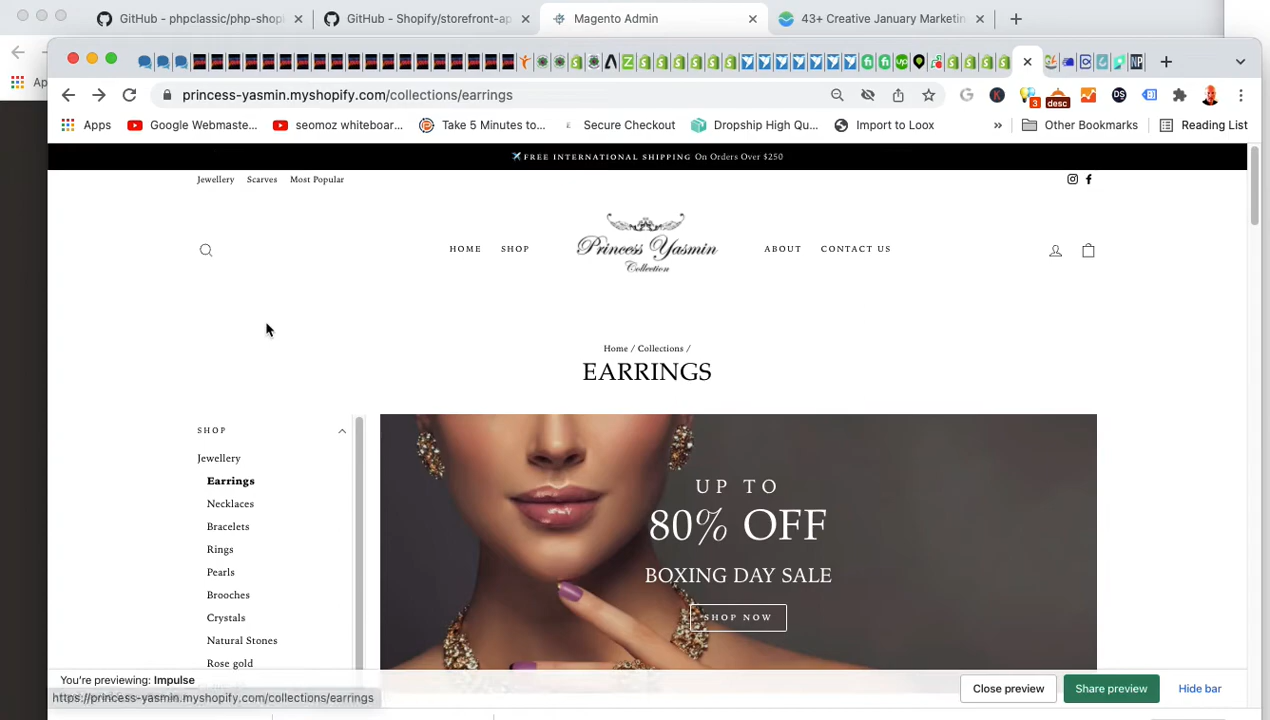 GitHub - phpclassic/php-shopi
GitHub - Shopify/storefront-ap
Magento Admin
43+ Creative January Marketin
Ap
princess-yasmin.myshopify.com/collections/earrings
3
desc
DS
Apps
Google Webmaste...
seomoz whiteboar...
Take 5 Minutes to...
Secure Checkout
Dropship High Qu...
Import to Loox
»
Other Bookmarks
Reading List
✈FREE INTERNATIONAL SHIPPING On Orders Over $250
Jewellery
Scarves
Most Popular
HOME
SHOP
Princess Yasmin
Collection
ABOUT
CONTACT US
Home / Collections /
EARRINGS
SHOP
Jewellery
Earrings
Necklaces
Bracelets
Rings
Pearls
Brooches
Crystals
Natural Stones
Rose gold
UP TO
80% OFF
BOXING DAY SALE
SHOP NOW
You're previewing: Impulse
https://princess-yasmin.myshopify.com/collections/earrings
Close preview
Share preview
Hide bar